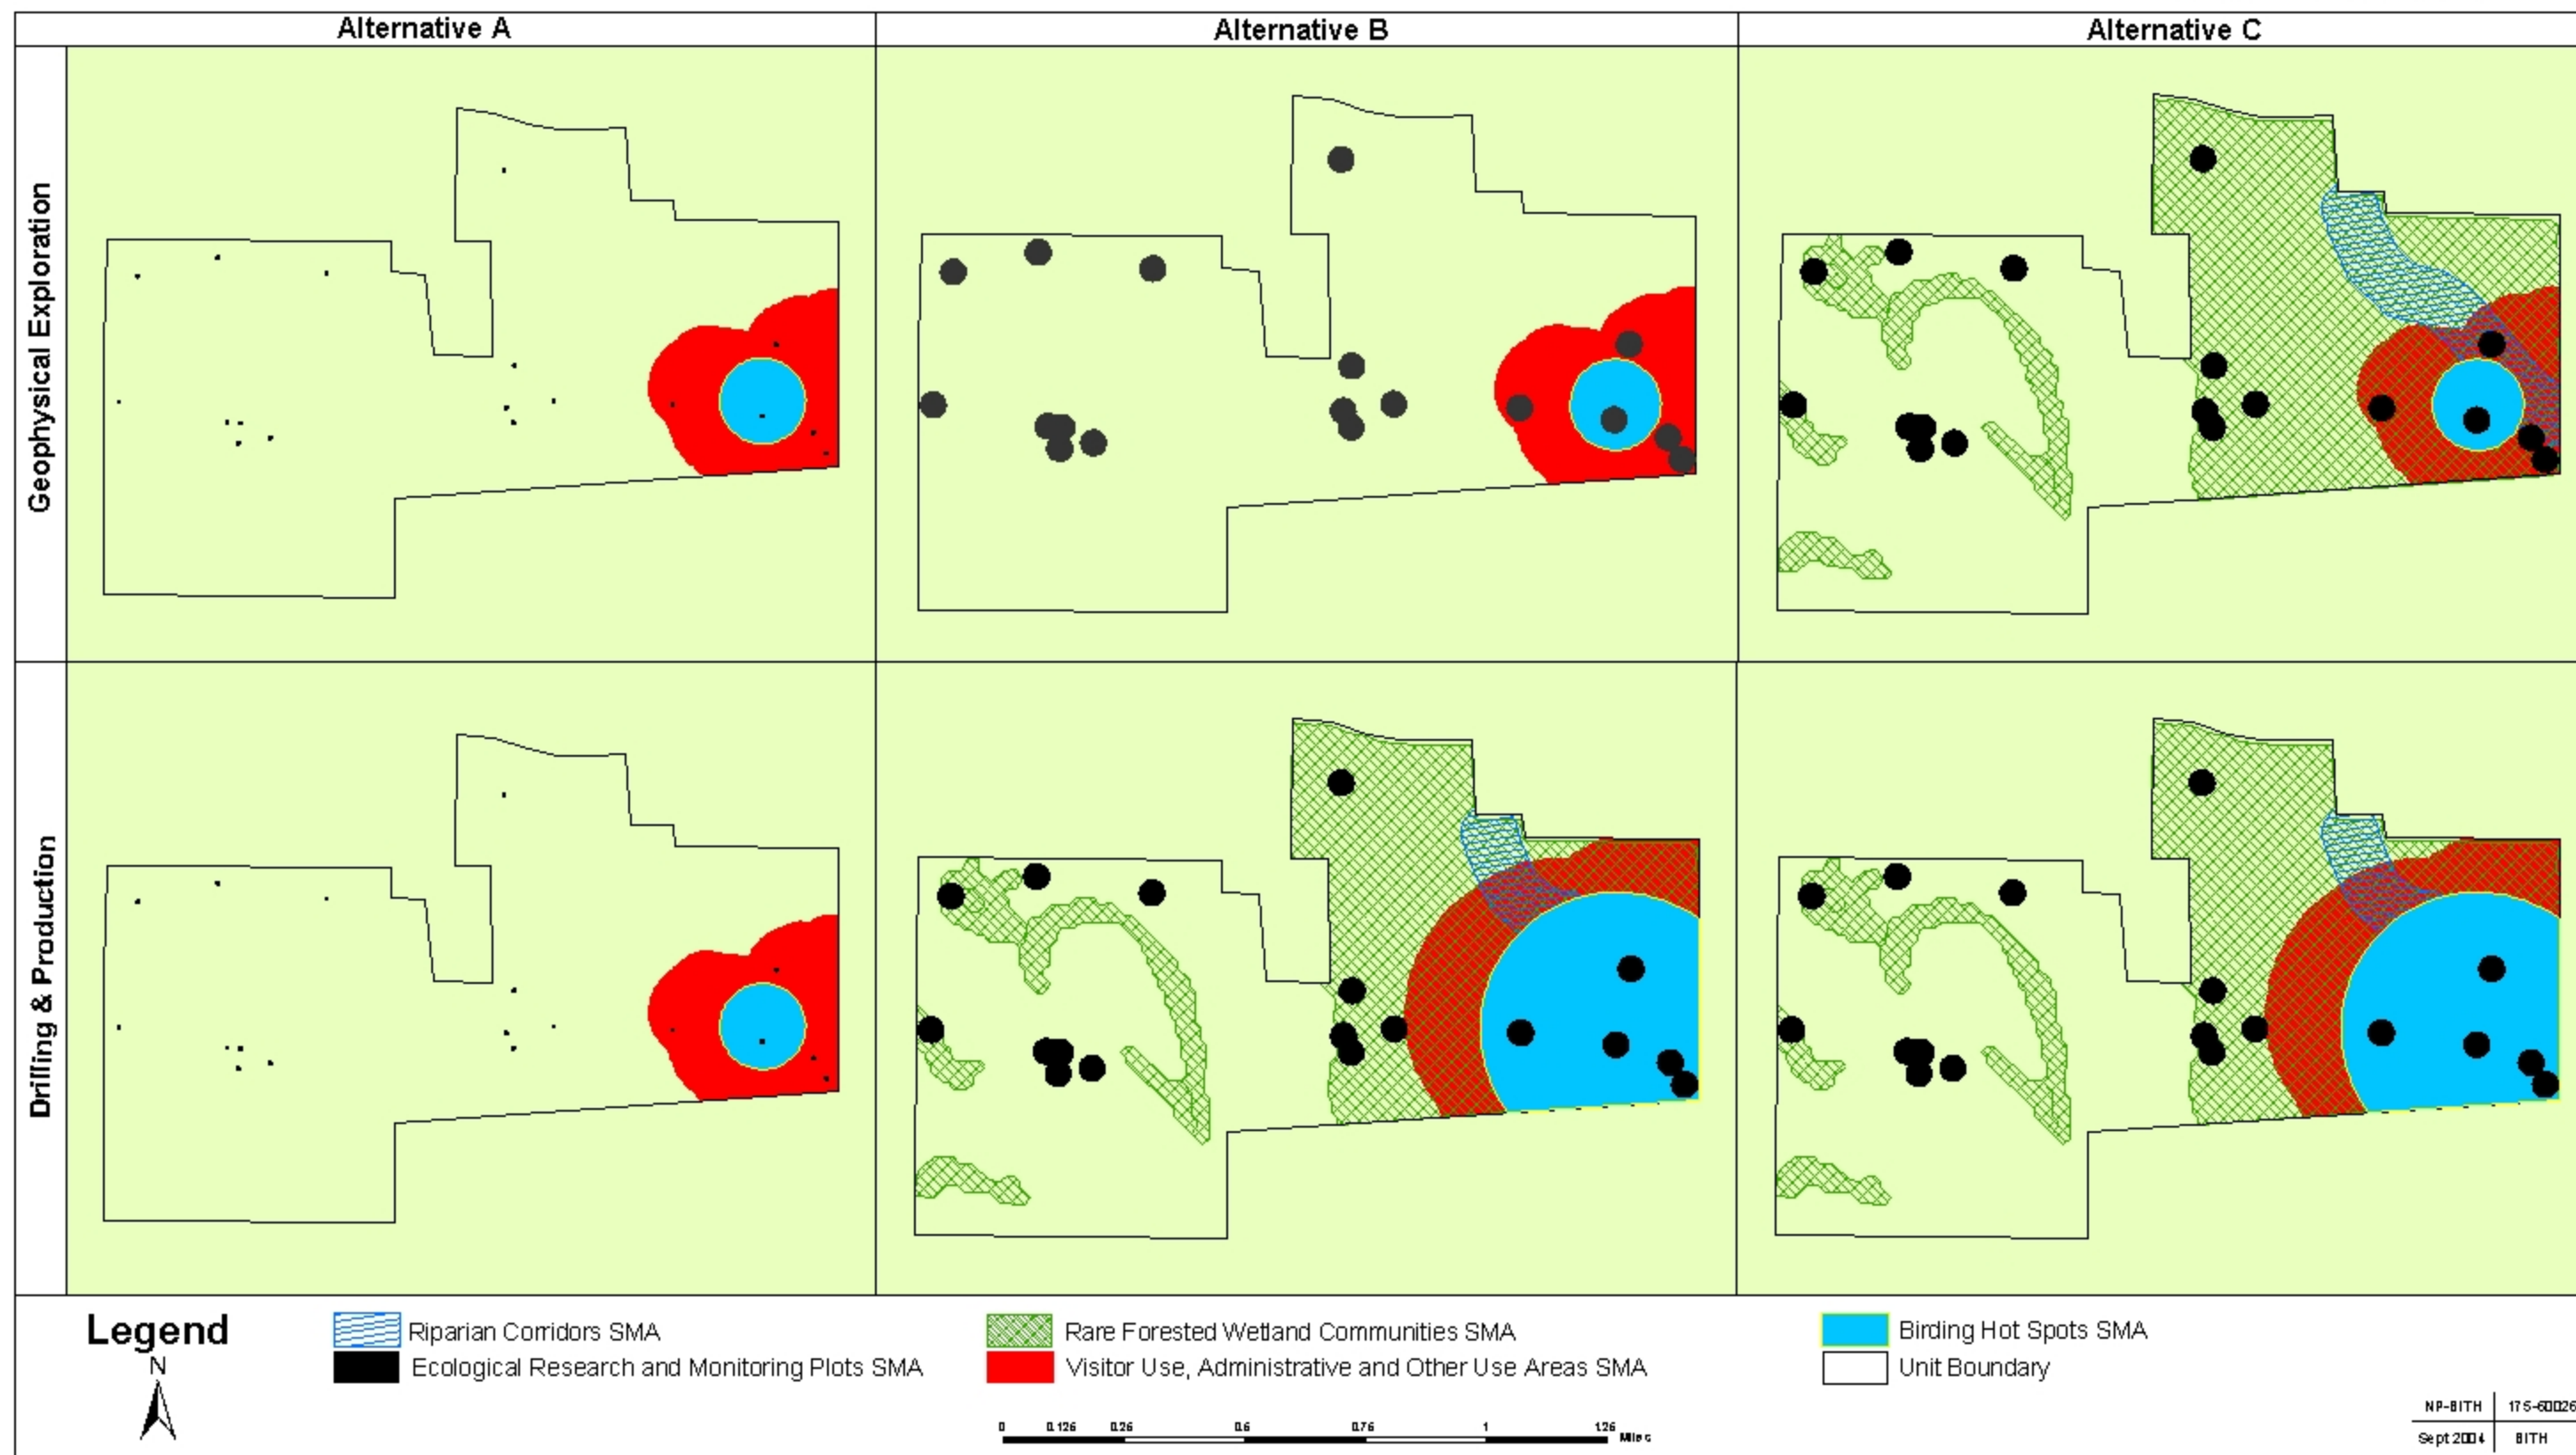 Alternative A Alternative B Alternative C
Geophysical Exploration
Drilling & Production
Legend
N
Riparian Corridors SMA
Ecological Research and Monitoring Plots SMA
Rare Forested Wetland Communities SMA
Visitor Use, Administrative and Other Use Areas SMA
Birding Hot Spots SMA
Unit Boundary
0 0.125 0.25 0.5 0.75 1 1.25 Miles
NP-BITH 175-60026
Sept 2004 BITH